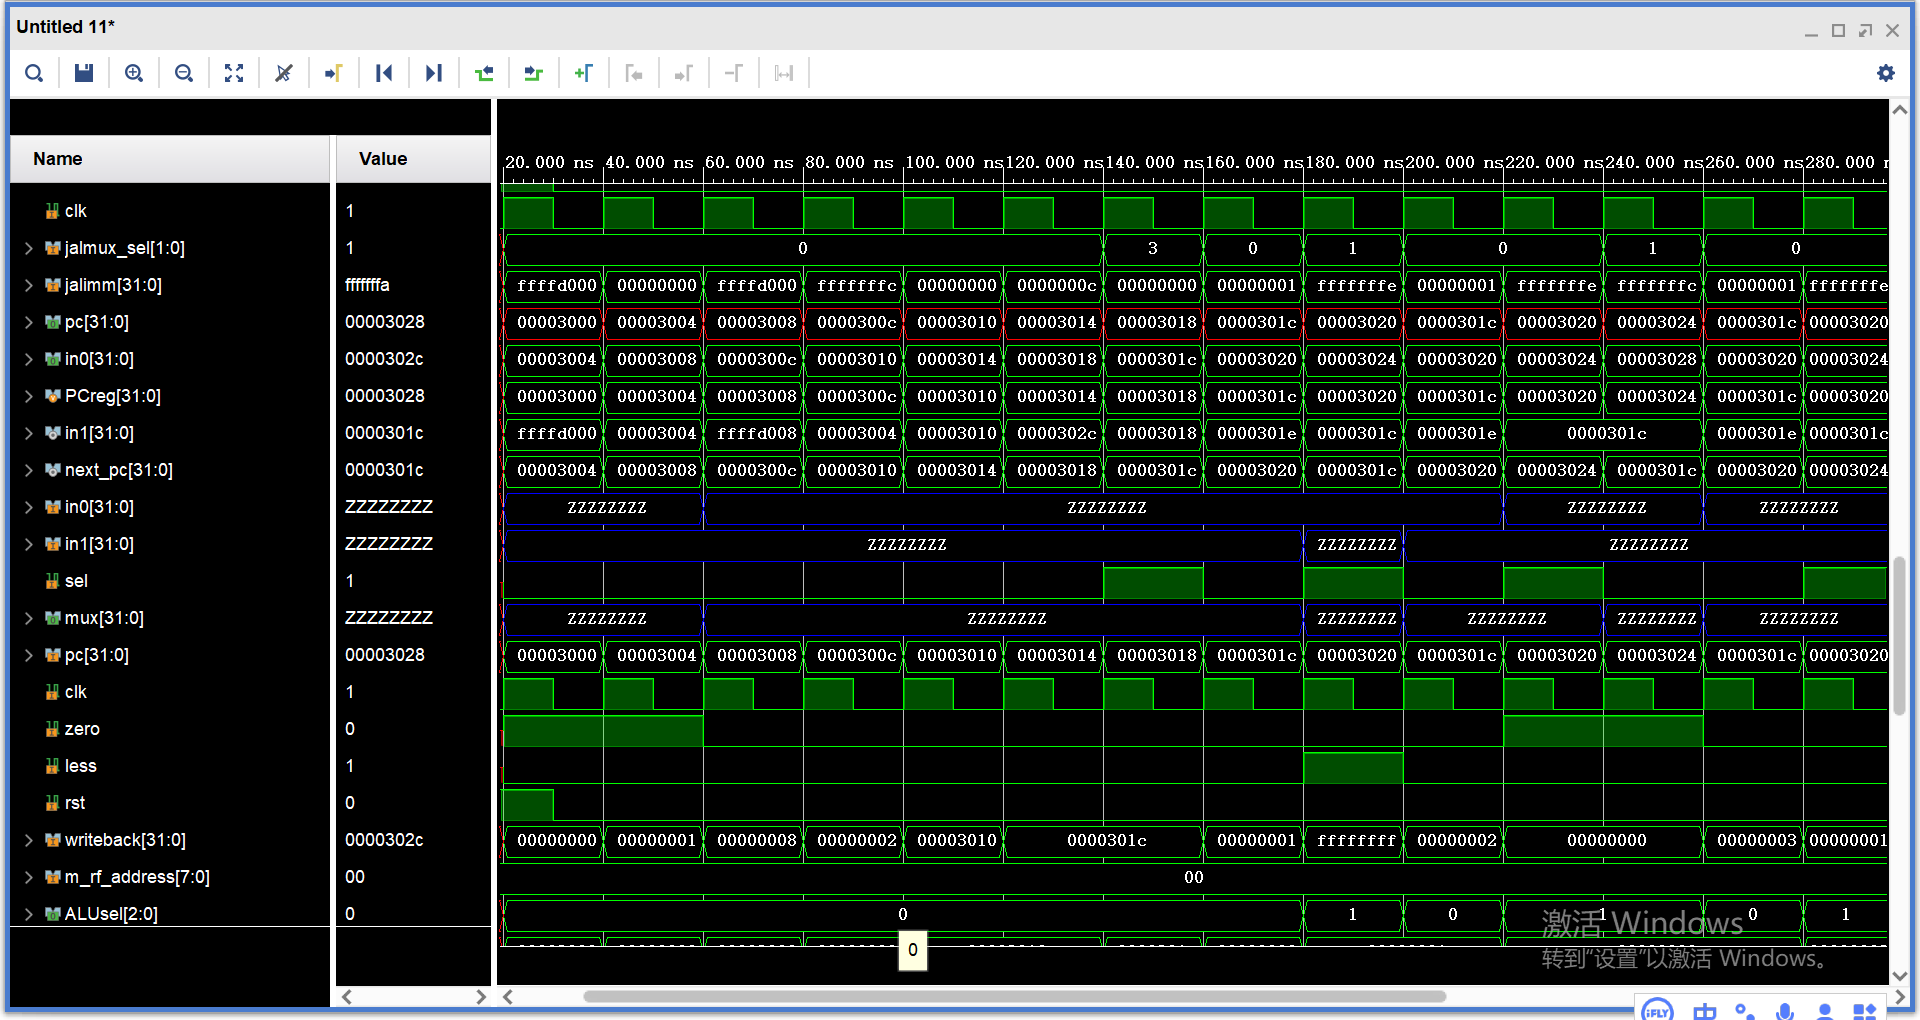 Untitled 11*
Name Value
20.000 ns 40.000 ns 60.000 ns 80.000 ns 100.000 ns 120.000 ns 140.000 ns 160.000 ns 180.000 ns 200.000 ns 220.000 ns 240.000 ns 260.000 ns 280.000
clk 1
jalmux_sel[1:0] 1 0 3 0 1 0 1 0
jalimm[31:0] fffffffa ffffd000 00000000 ffffd000 fffffffc 00000000 0000000c 00000000 00000001 fffffffe 00000001 fffffffe fffffffc 00000001 fffffffe
pc[31:0] 00003028 00003000 00003004 00003008 0000300c 00003010 00003014 00003018 0000301c 00003020 0000301c 00003020 00003024 0000301c 00003020
in0[31:0] 0000302c 00003004 00003008 0000300c 00003010 00003014 00003018 0000301c 00003020 00003024 00003020 00003024 00003028 00003020 00003024
PCreg[31:0] 00003028 00003000 00003004 00003008 0000300c 00003010 00003014 00003018 0000301c 00003020 0000301c 00003020 00003024 0000301c 00003020
in1[31:0] 0000301c ffffd000 00003004 ffffd008 00003004 00003010 0000302c 00003018 0000301e 0000301c 0000301e 0000301c 0000301e 0000301c
next_pc[31:0] 0000301c 00003004 00003008 0000300c 00003010 00003014 00003018 0000301c 00003020 0000301c 00003020 00003024 0000301c 00003020 00003024
in0[31:0] ZZZZZZZZ ZZZZZZZZ ZZZZZZZZ ZZZZZZZZ ZZZZZZZZ
in1[31:0] ZZZZZZZZ ZZZZZZZZ ZZZZZZZZ ZZZZZZZZ
sel 1
mux[31:0] ZZZZZZZZ ZZZZZZZZ ZZZZZZZZ ZZZZZZZZ ZZZZZZZZ ZZZZZZZZ ZZZZZZZZ
pc[31:0] 00003028 00003000 00003004 00003008 0000300c 00003010 00003014 00003018 0000301c 00003020 0000301c 00003020 00003024 0000301c 00003020
clk 1
zero 0
less 1
rst 0
writeback[31:0] 0000302c 00000000 00000001 00000008 00000002 00003010 0000301c 00000001 ffffffff 00000002 00000000 00000003 00000001
m_rf_address[7:0] 00 00
ALUsel[2:0] 0 0 1 0 1 0 1
0
激活 Windows
转到"设置"以激活 Windows。
iFLY 中